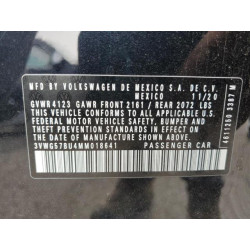 MFD BY VOLKSWAGEN DE MEXICO S.A. DE C.V.
MEXICO 11/20
GVWR 4123 GAWR FRONT 2161 / REAR 2072 LBS
THIS VEHICLE CONFORMS TO ALL APPLICABLE
FEDERAL MOTOR VEHICLE SAFETY, BUMPER, AND
THEFT PREVENTION STANDARDS IN EFFECT ON THE
DATE OF MANUFACTURE SHOWN ABOVE.
3VWG57BU4MM018641 PASSENGER CAR
4611200 3387 M